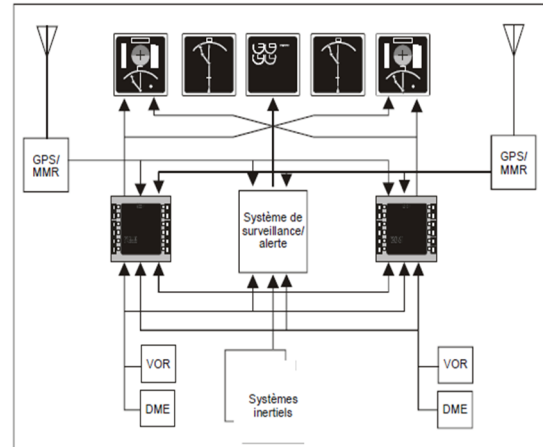 GPS/
MMR
GPS/
MMR
Système de
surveillance/
alerte
VOR
DME
Systèmes
inertiels
VOR
DME